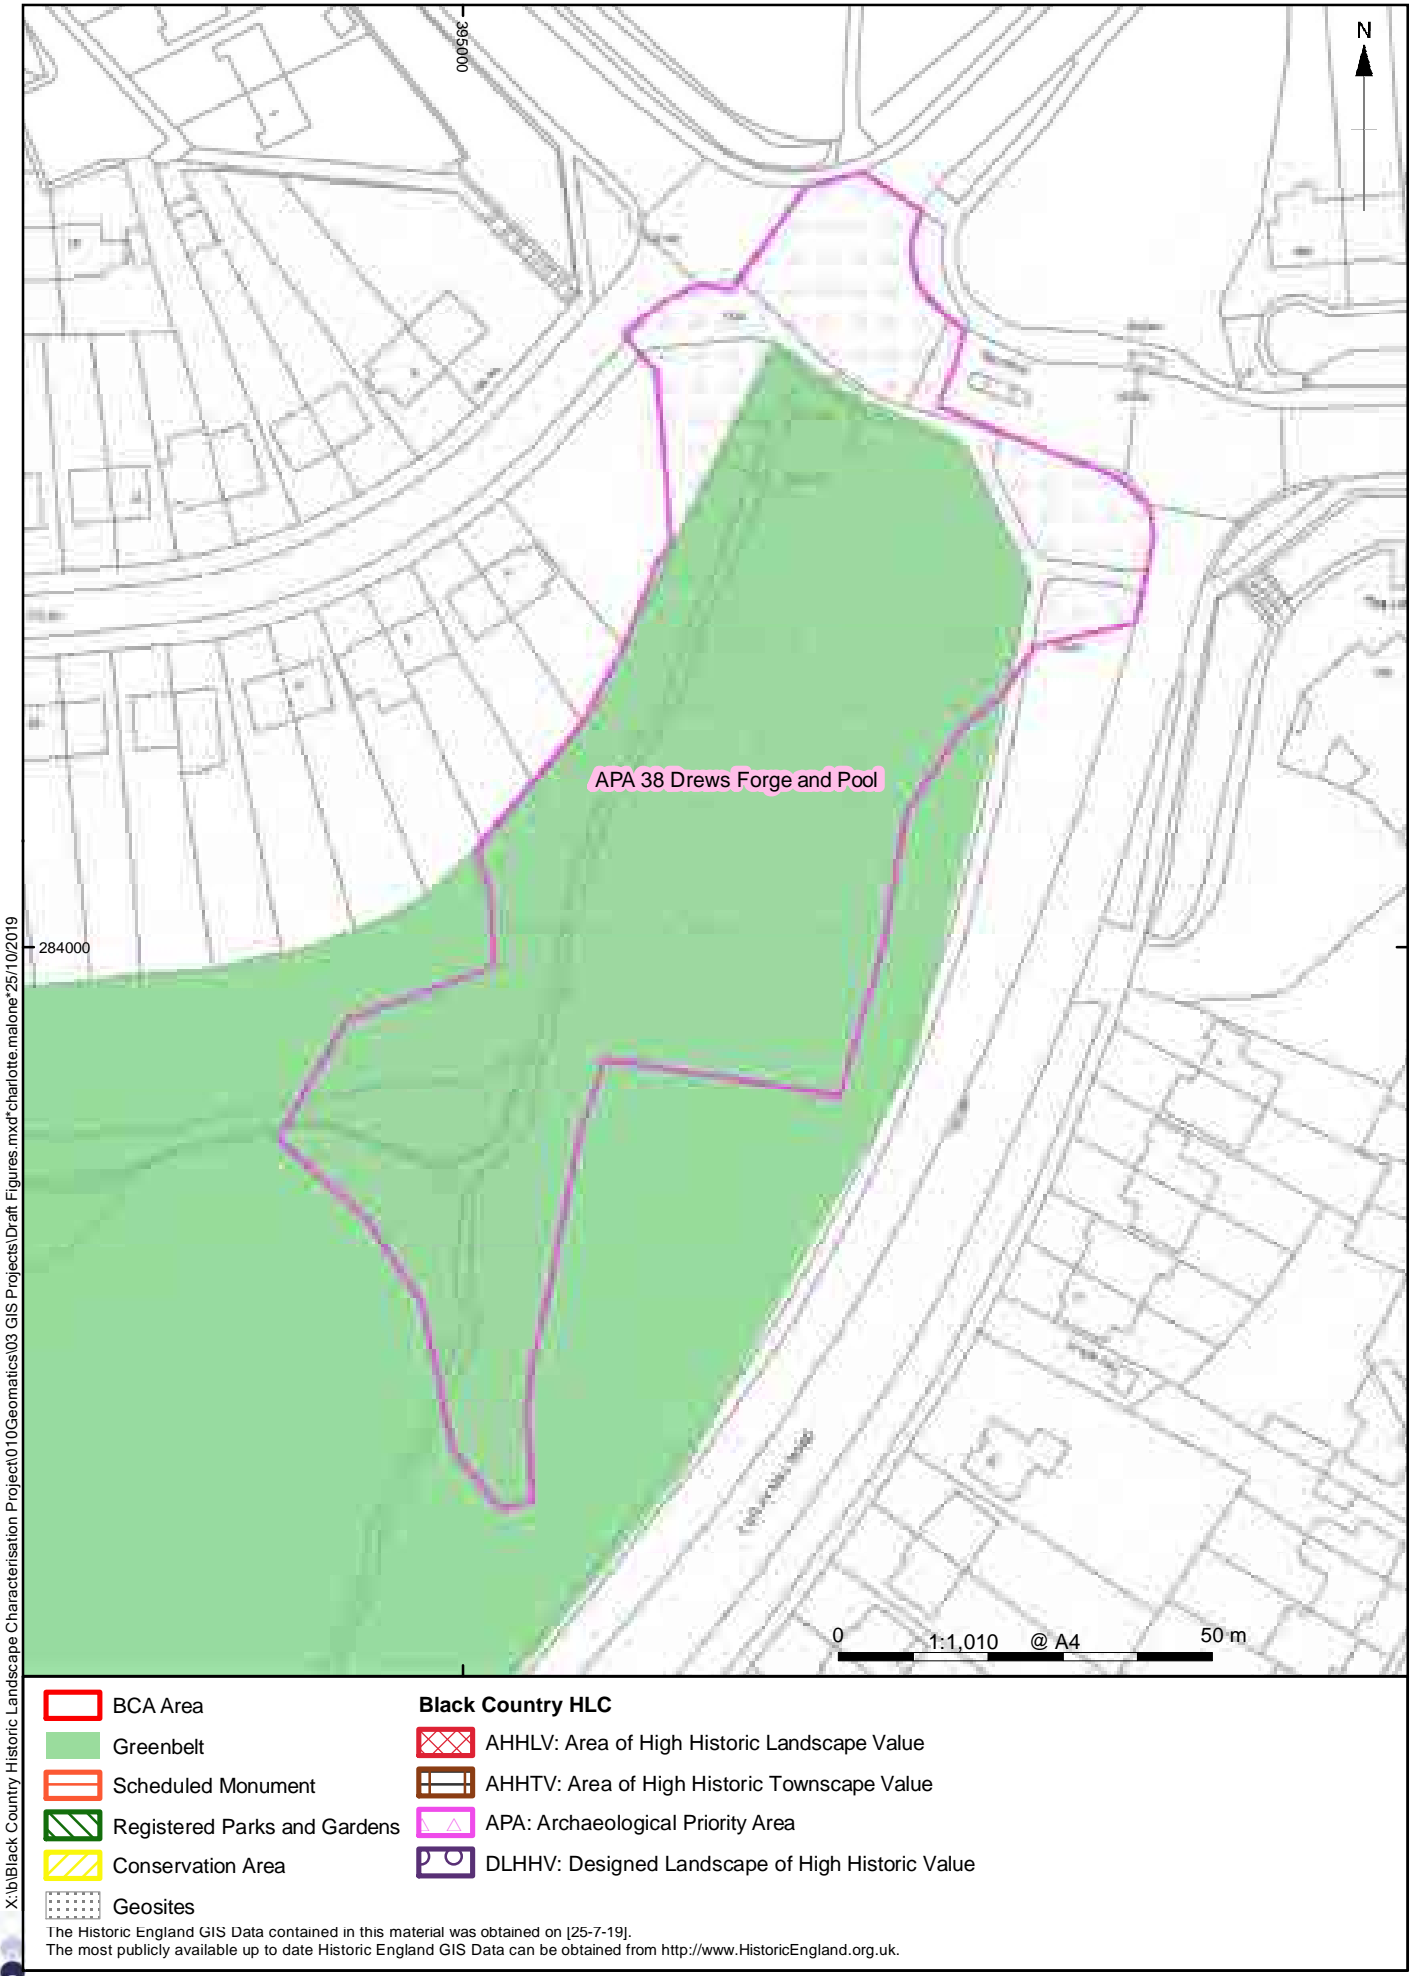 395000
N
APA 38 Drews Forge and Pool
284000
0 1:1,010 @ A4 50 m
X:\b\Black Country Historic Landscape Characterisation Project\010Geomatics\03 GIS Projects\Draft Figures.mxd*charlotte.malone*25/10/2019
BCA Area
Greenbelt
Scheduled Monument
Registered Parks and Gardens
Conservation Area
Geosites
Black Country HLC
AHHLV: Area of High Historic Landscape Value
AHHTV: Area of High Historic Townscape Value
APA: Archaeological Priority Area
DLHHV: Designed Landscape of High Historic Value
The Historic England GIS Data contained in this material was obtained on [25-7-19].
The most publicly available up to date Historic England GIS Data can be obtained from http://www.HistoricEngland.org.uk.